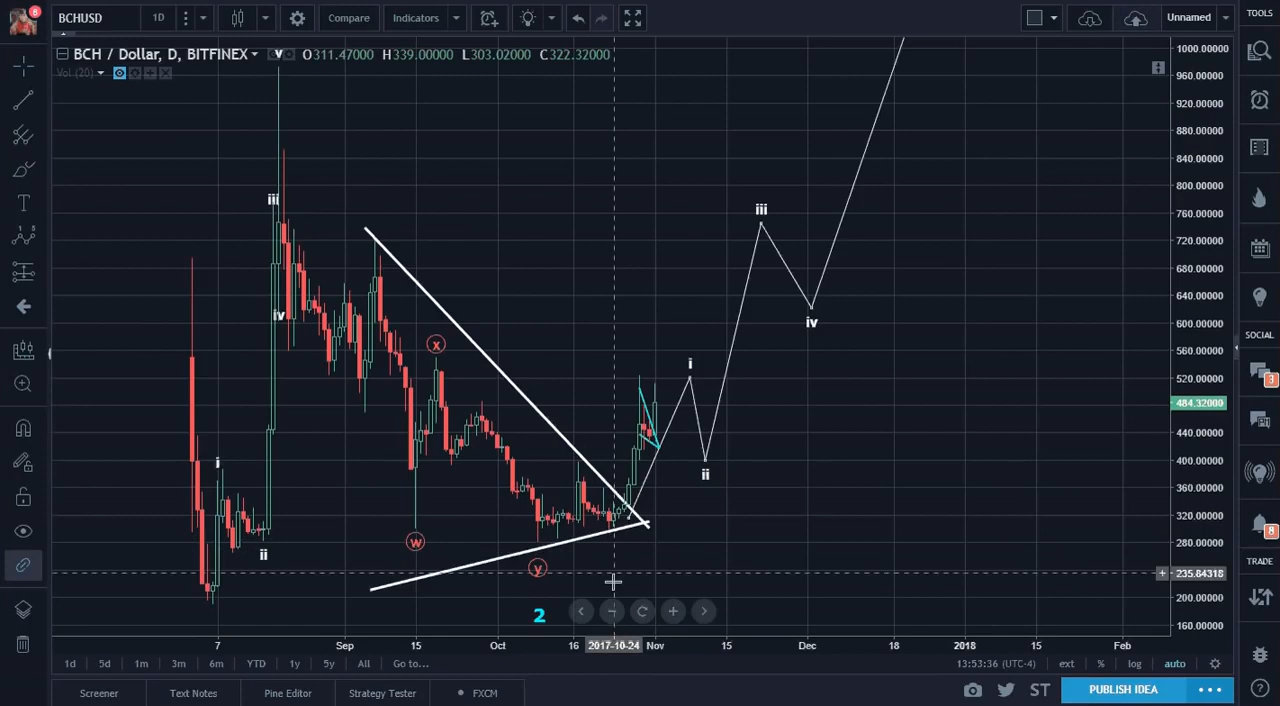 8
BCHUSD
1D
Compare
Indicators
Unnamed
TOOLS
BCH / Dollar, D, BITFINEX
O311.47000 H339.00000 L303.02000 C322.32000
Vol (20)
v
iii
iv
i
ii
w
x
y
2
i
ii
iii
iv
1000.00000
960.00000
920.00000
880.00000
840.00000
800.00000
760.00000
720.00000
680.00000
640.00000
600.00000
560.00000
520.00000
484.32000
440.00000
400.00000
360.00000
320.00000
280.00000
235.84318
200.00000
160.00000
SOCIAL
3
8
TRADE
7
Sep
15
Oct
16
2017-10-24
Nov
15
Dec
18
2018
15
Feb
1d 5d 1m 3m 6m YTD 1y 5y All Go to...
13:53:36 (UTC-4)
ext
%
log
auto
Screener
Text Notes
Pine Editor
Strategy Tester
FXCM
ST
PUBLISH IDEA